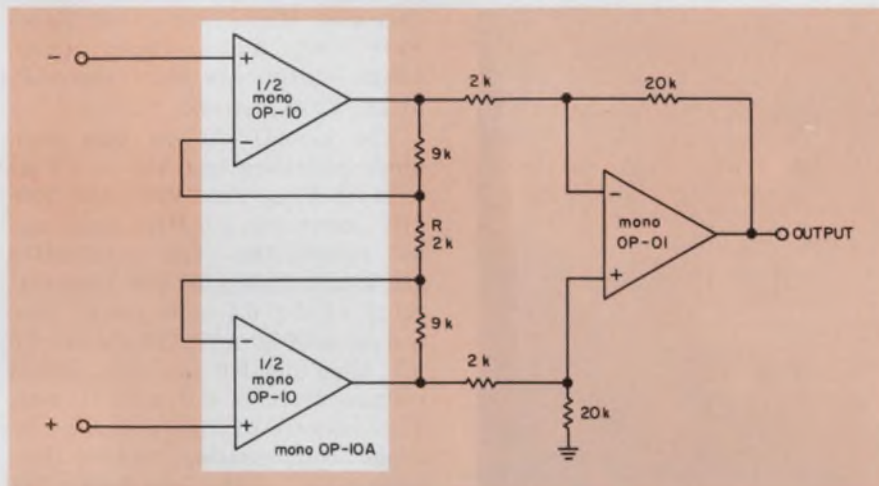 −
+
1/2
mono
OP-10
−
2 k
20 k
9 k
R
2 k
−
mono
OP-01
+
OUTPUT
9 k
−
1/2
mono
OP-10
+
2 k
20 k
+
mono OP-10A